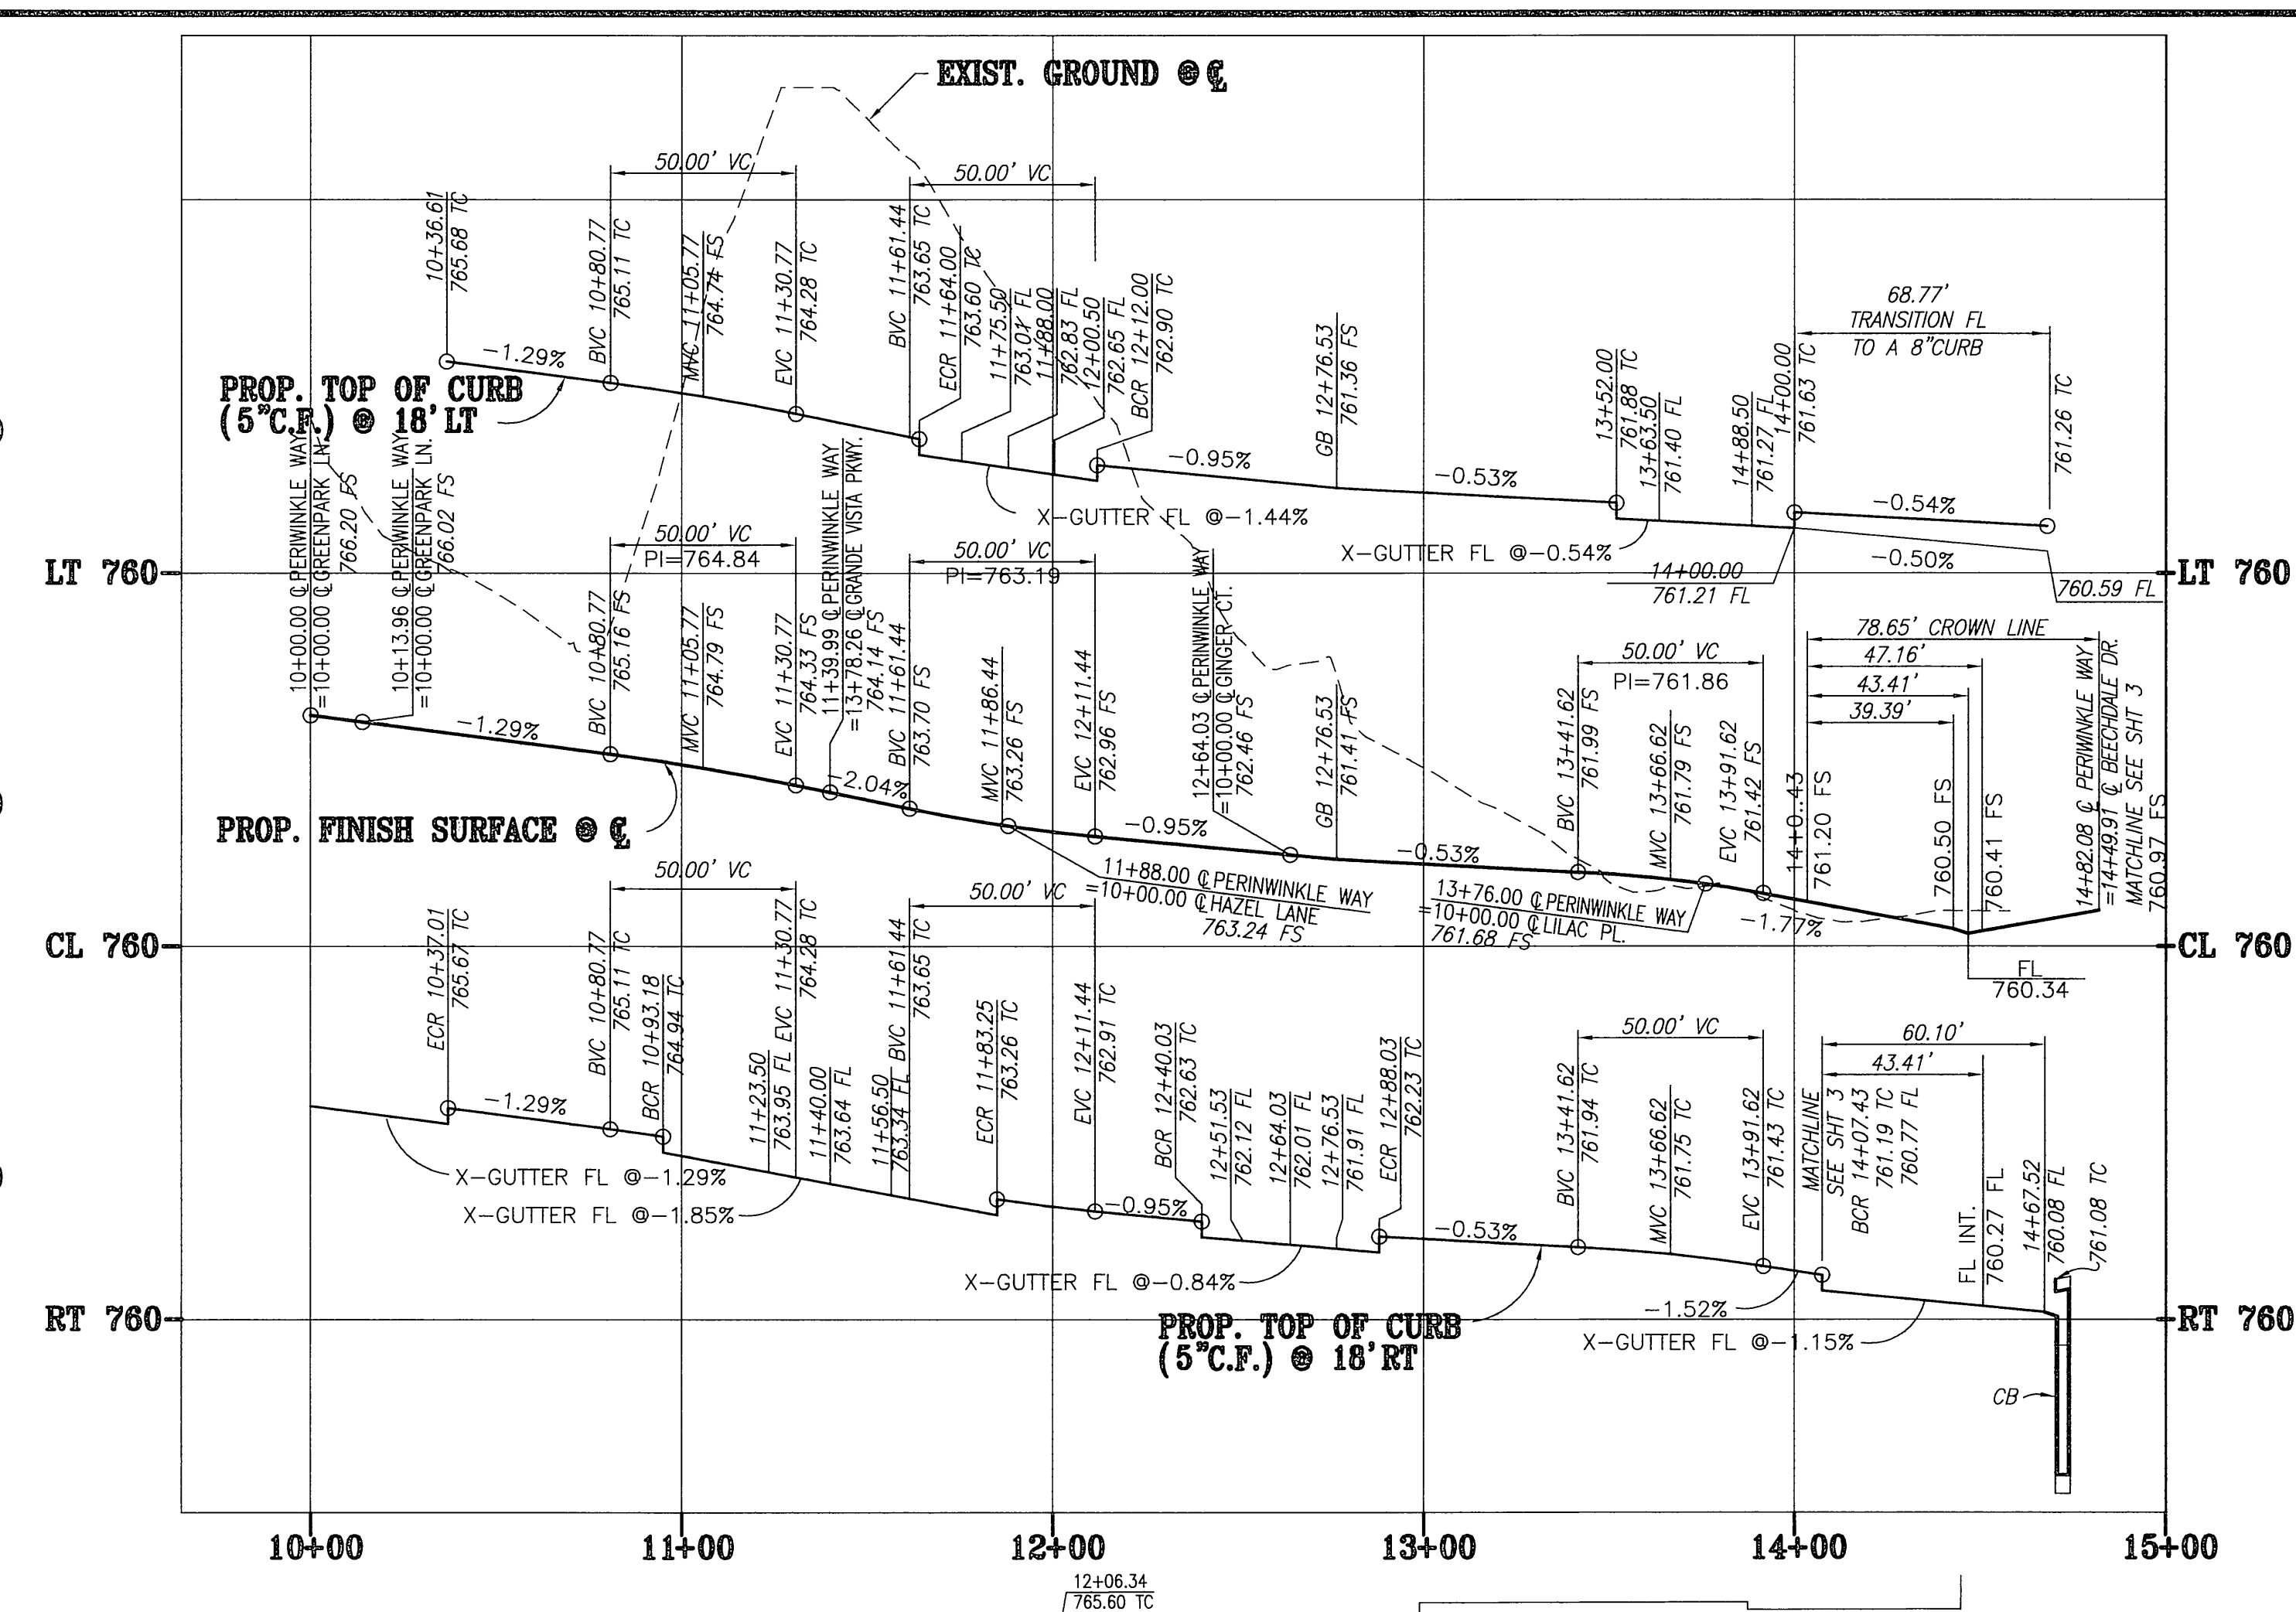 EXIST. GROUND @ ℄
50.00' VC
50.00' VC
10+36.61
765.68 TC
BVC 10+80.77
765.11 TC
MVC 11+05.77
764.74 FS
EVC 11+30.77
764.28 TC
BVC 11+61.44
763.65 TC
ECR 11+64.00
763.60 TC
11+75.50
763.01 FL
11+88.00
762.83 FL
12+00.50
762.65 FL
BCR 12+12.00
762.90 TC
GB 12+76.53
761.36 FS
13+52.00
761.88 TC
13+63.50
761.40 FL
14+88.50
761.27 FL
14+00.00
761.63 TC
68.77'
TRANSITION FL
TO A 8"CURB
761.26 TC
-1.29%
PROP. TOP OF CURB
(5"C.F.) @ 18' LT
X-GUTTER FL @-1.44%
-0.95%
-0.53%
X-GUTTER FL @-0.54%
-0.54%
-0.50%
14+00.00
761.21 FL
760.59 FL
LT 760
LT 760
10+00.00 ℄ PERIWINKLE WAY
=10+00.00 ℄ GREENPARK LN.
766.20 FS
10+13.96 ℄ PERIWINKLE WAY
=10+00.00 ℄ GREENPARK LN.
766.02 FS
50.00' VC
PI=764.84
BVC 10+80.77
765.16 FS
MVC 11+05.77
764.79 FS
EVC 11+30.77
764.33 FS
11+39.99 ℄ PERINWINKLE WAY
=13+78.26 ℄ GRANDE VISTA PKWY.
764.14 FS
50.00' VC
PI=763.19
BVC 11+61.44
763.70 FS
MVC 11+86.44
763.26 FS
EVC 12+11.44
762.96 FS
12+64.03 ℄ PERINWINKLE WAY
=10+00.00 ℄ GINGER CT.
762.46 FS
GB 12+76.53
761.41 FS
50.00' VC
PI=761.86
BVC 13+41.62
761.99 FS
MVC 13+66.62
761.79 FS
EVC 13+91.62
761.42 FS
78.65' CROWN LINE
47.16'
43.41'
39.39'
14+0.43
761.20 FS
760.50 FS
760.41 FS
14+82.08 ℄ PERIWINKLE WAY
=14+49.91 ℄ BEECHDALE DR.
MATCHLINE SEE SHT 3
760.97 FS
-1.29%
-2.04%
-0.95%
-0.53%
-1.77%
PROP. FINISH SURFACE @ ℄
11+88.00 ℄ PERINWINKLE WAY
=10+00.00 ℄ HAZEL LANE
763.24 FS
13+76.00 ℄ PERINWINKLE WAY
=10+00.00 ℄ LILAC PL.
761.68 FS
FL
760.34
CL 760
CL 760
50.00' VC
50.00' VC
50.00' VC
60.10'
43.41'
ECR 10+37.01
765.67 TC
BVC 10+80.77
765.11 TC
BCR 10+93.18
764.94 TC
11+23.50
763.95 FL
EVC 11+30.77
764.28 TC
11+40.00
763.64 FL
11+56.50
763.34 FL
BVC 11+61.44
763.65 TC
ECR 11+83.25
763.26 TC
EVC 12+11.44
762.91 TC
BCR 12+40.03
762.63 TC
12+51.53
762.12 FL
12+64.03
762.01 FL
12+76.53
761.91 FL
ECR 12+88.03
762.23 TC
BVC 13+41.62
761.94 TC
MVC 13+66.62
761.75 TC
EVC 13+91.62
761.43 TC
MATCHLINE
SEE SHT 3
BCR 14+07.43
761.19 TC
760.77 FL
FL INT.
760.27 FL
14+67.52
760.08 FL
761.08 TC
-1.29%
X-GUTTER FL @-1.29%
X-GUTTER FL @-1.85%
-0.95%
X-GUTTER FL @-0.84%
-0.53%
-1.52%
X-GUTTER FL @-1.15%
PROP. TOP OF CURB
(5"C.F.) @ 18' RT
CB
RT 760
RT 760
10+00 11+00 12+00 13+00 14+00 15+00
12+06.34
765.60 TC